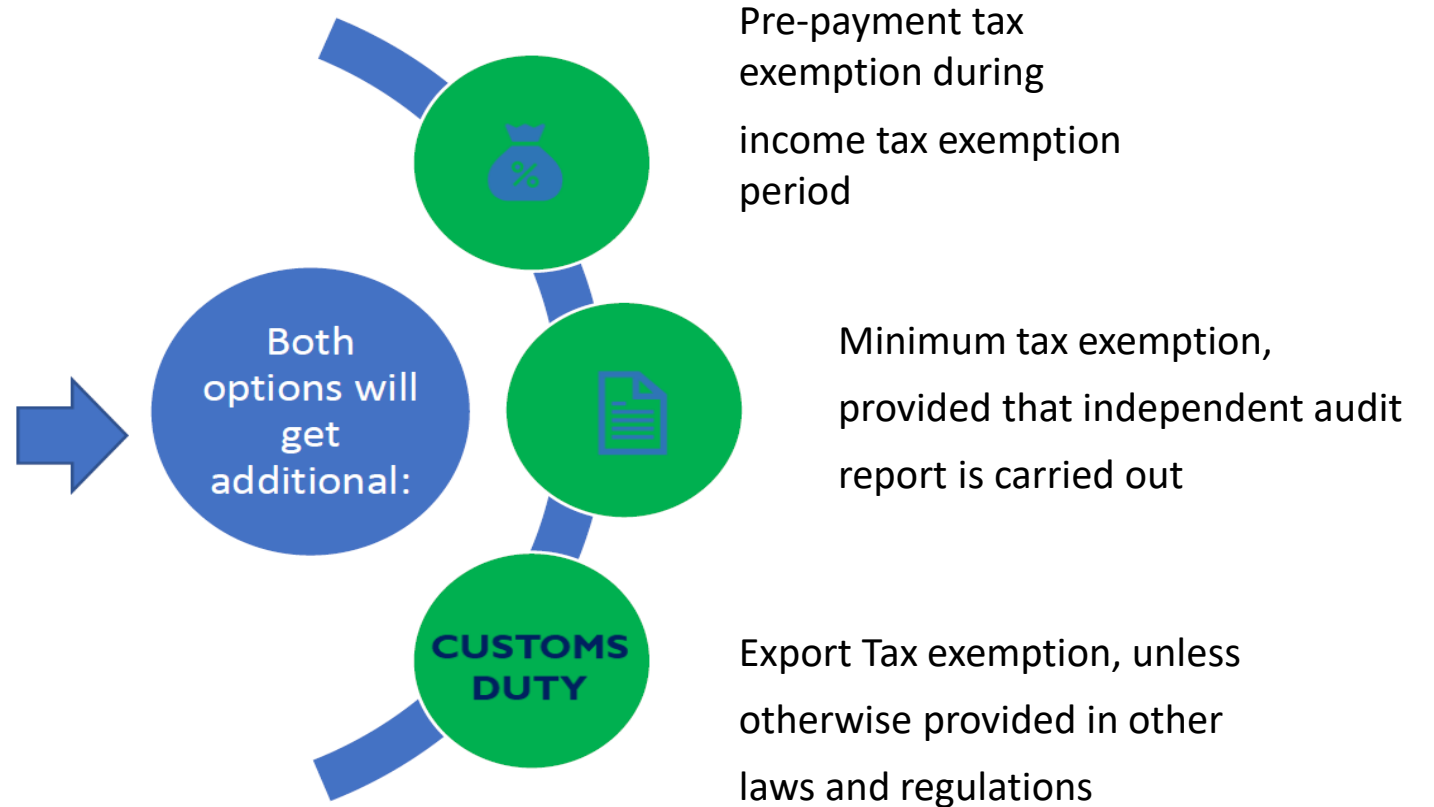 Pre-payment tax
exemption during
income tax exemption
period
Both
options will
get
additional:
%
Minimum tax exemption,
provided that independent audit
report is carried out
CUSTOMS
DUTY
Export Tax exemption, unless
otherwise provided in other
laws and regulations